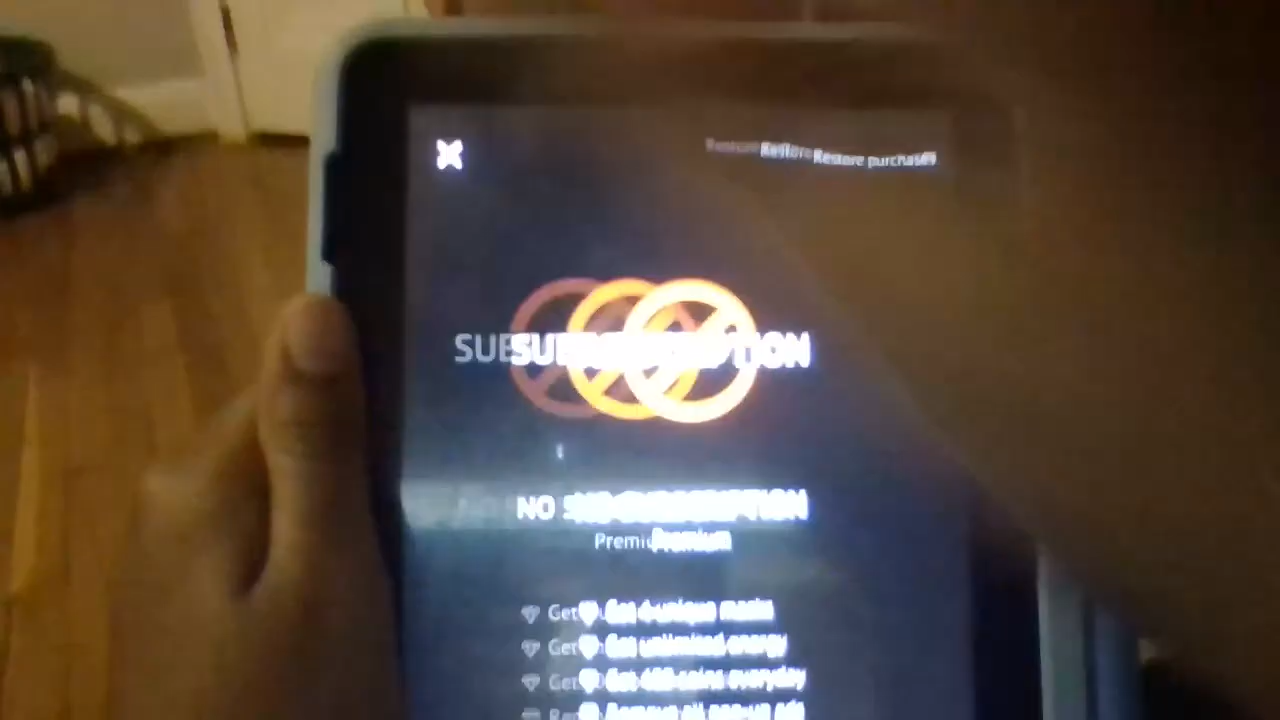 Restore purchases
SUBSCRIPTION
NO SUBSCRIPTION
Premium
Get 4 unique masks
Get unlimited energy
Get 400 coins everyday
Remove all pop-up ads